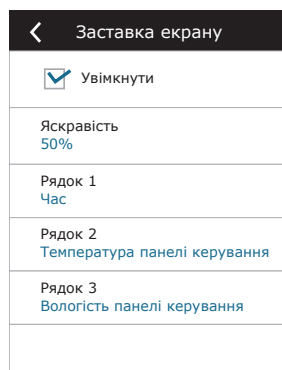 Заставка екрану
Увімкнути
Яскравість
50%
Рядок 1
Час
Рядок 2
Температура панелі керування
Рядок 3
Вологість панелі керування